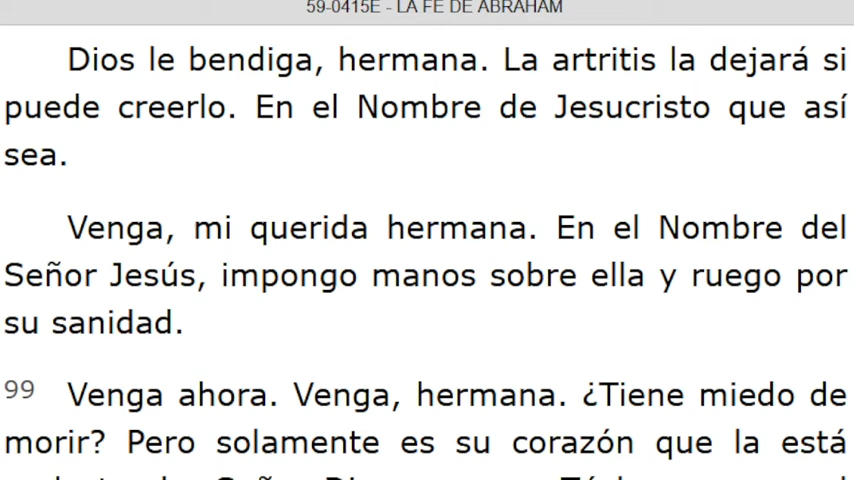 59-0415E - LA FE DE ABRAHAM
Dios le bendiga, hermana. La artritis la dejará si
puede creerlo. En el Nombre de Jesucristo que así
sea.
Venga, mi querida hermana. En el Nombre del
Señor Jesús, impongo manos sobre ella y ruego por
su sanidad.
99 Venga ahora. Venga, hermana. ¿Tiene miedo de
morir? Pero solamente es su corazón que la está